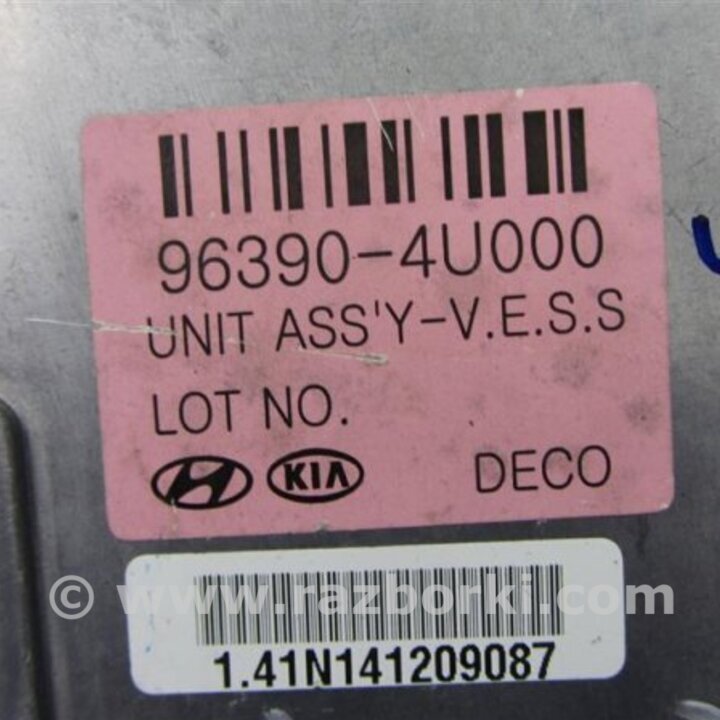 96390-4U000
UNIT ASS'Y-V.E.S.S
LOT NO.
KIA DECO
© www.razborki.com
1.41N141209087